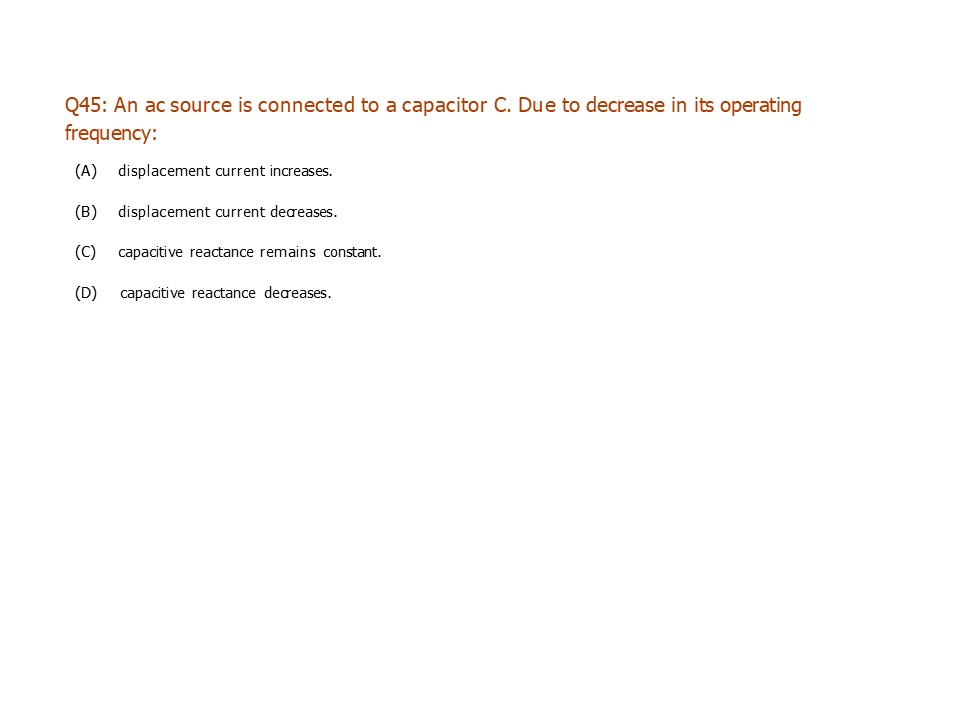 Q45: An ac source is connected to a capacitor C. Due to decrease in its operating
frequency:
(A) displacement current increases.
(B) displacement current decreases.
(C) capacitive reactance remains constant.
(D) capacitive reactance decreases.